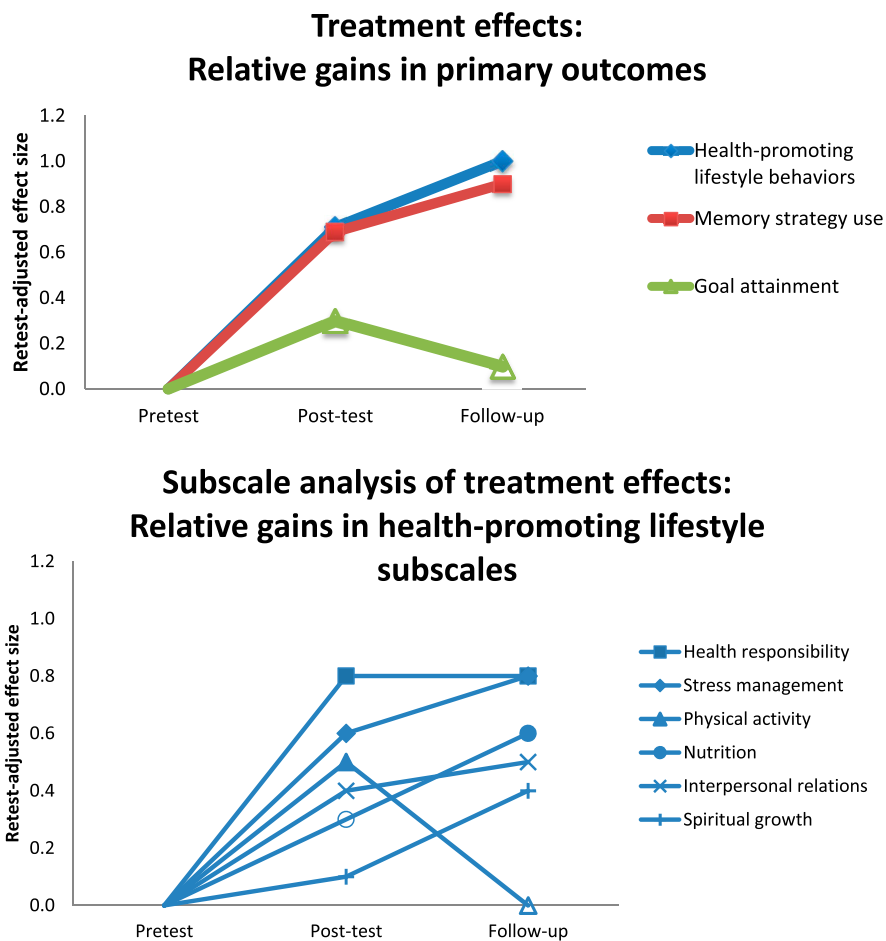 Treatment effects:
Relative gains in primary outcomes
Retest-adjusted effect size
1.2
1.0
0.8
0.6
0.4
0.2
0.0
Pretest
Post-test
Follow-up
Health-promoting
lifestyle behaviors
Memory strategy use
Goal attainment
Subscale analysis of treatment effects:
Relative gains in health-promoting lifestyle
subscales
Retest-adjusted effect size
1.2
1.0
0.8
0.6
0.4
0.2
0.0
Pretest
Post-test
Follow-up
Health responsibility
Stress management
Physical activity
Nutrition
Interpersonal relations
Spiritual growth